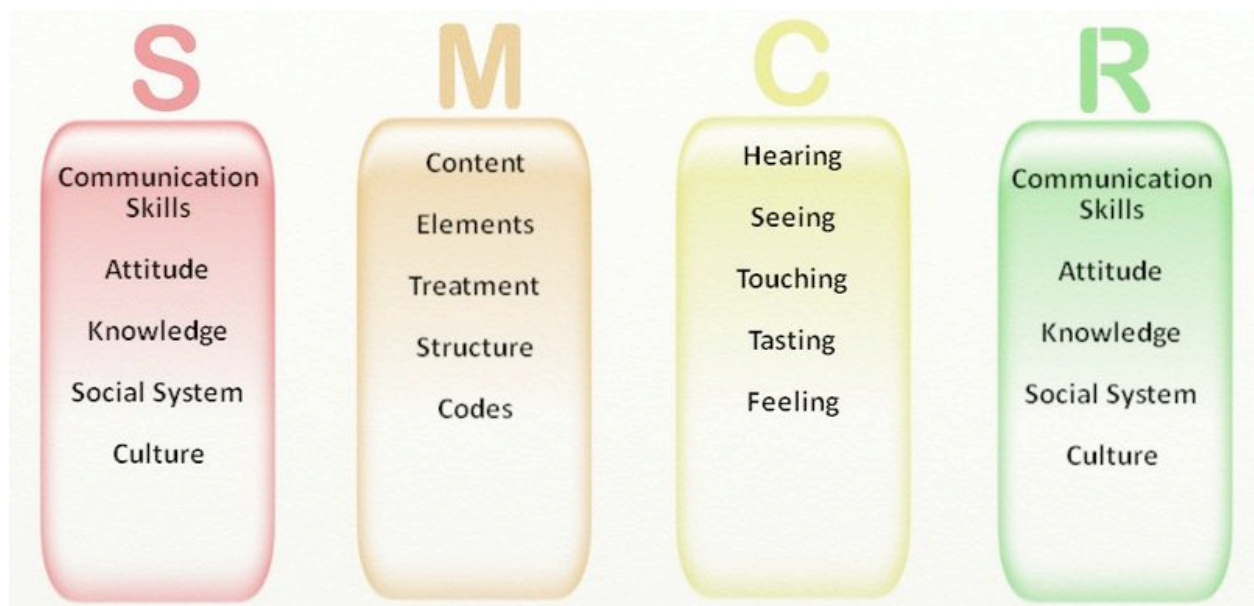 S
Communication
Skills
Attitude
Knowledge
Social System
Culture
M
Content
Elements
Treatment
Structure
Codes
C
Hearing
Seeing
Touching
Tasting
Feeling
R
Communication
Skills
Attitude
Knowledge
Social System
Culture